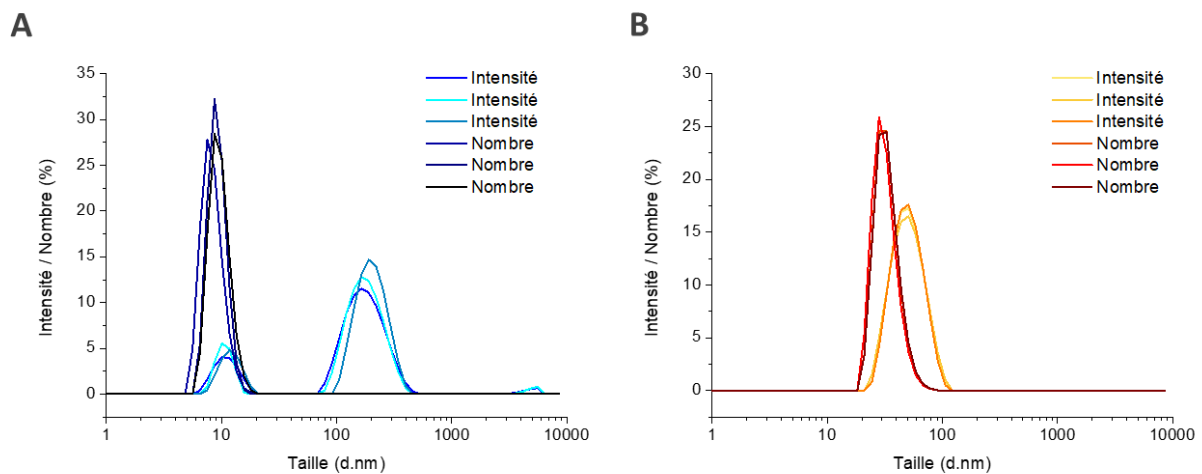 A
B
35
30
25
20
15
10
5
0
Intensité / Nombre (%)
Intensité
Intensité
Intensité
Nombre
Nombre
Nombre
1
10
100
1000
10000
Taille (d.nm)
30
25
20
15
10
5
0
Intensité / Nombre (%)
Intensité
Intensité
Intensité
Nombre
Nombre
Nombre
1
10
100
1000
10000
Taille (d.nm)